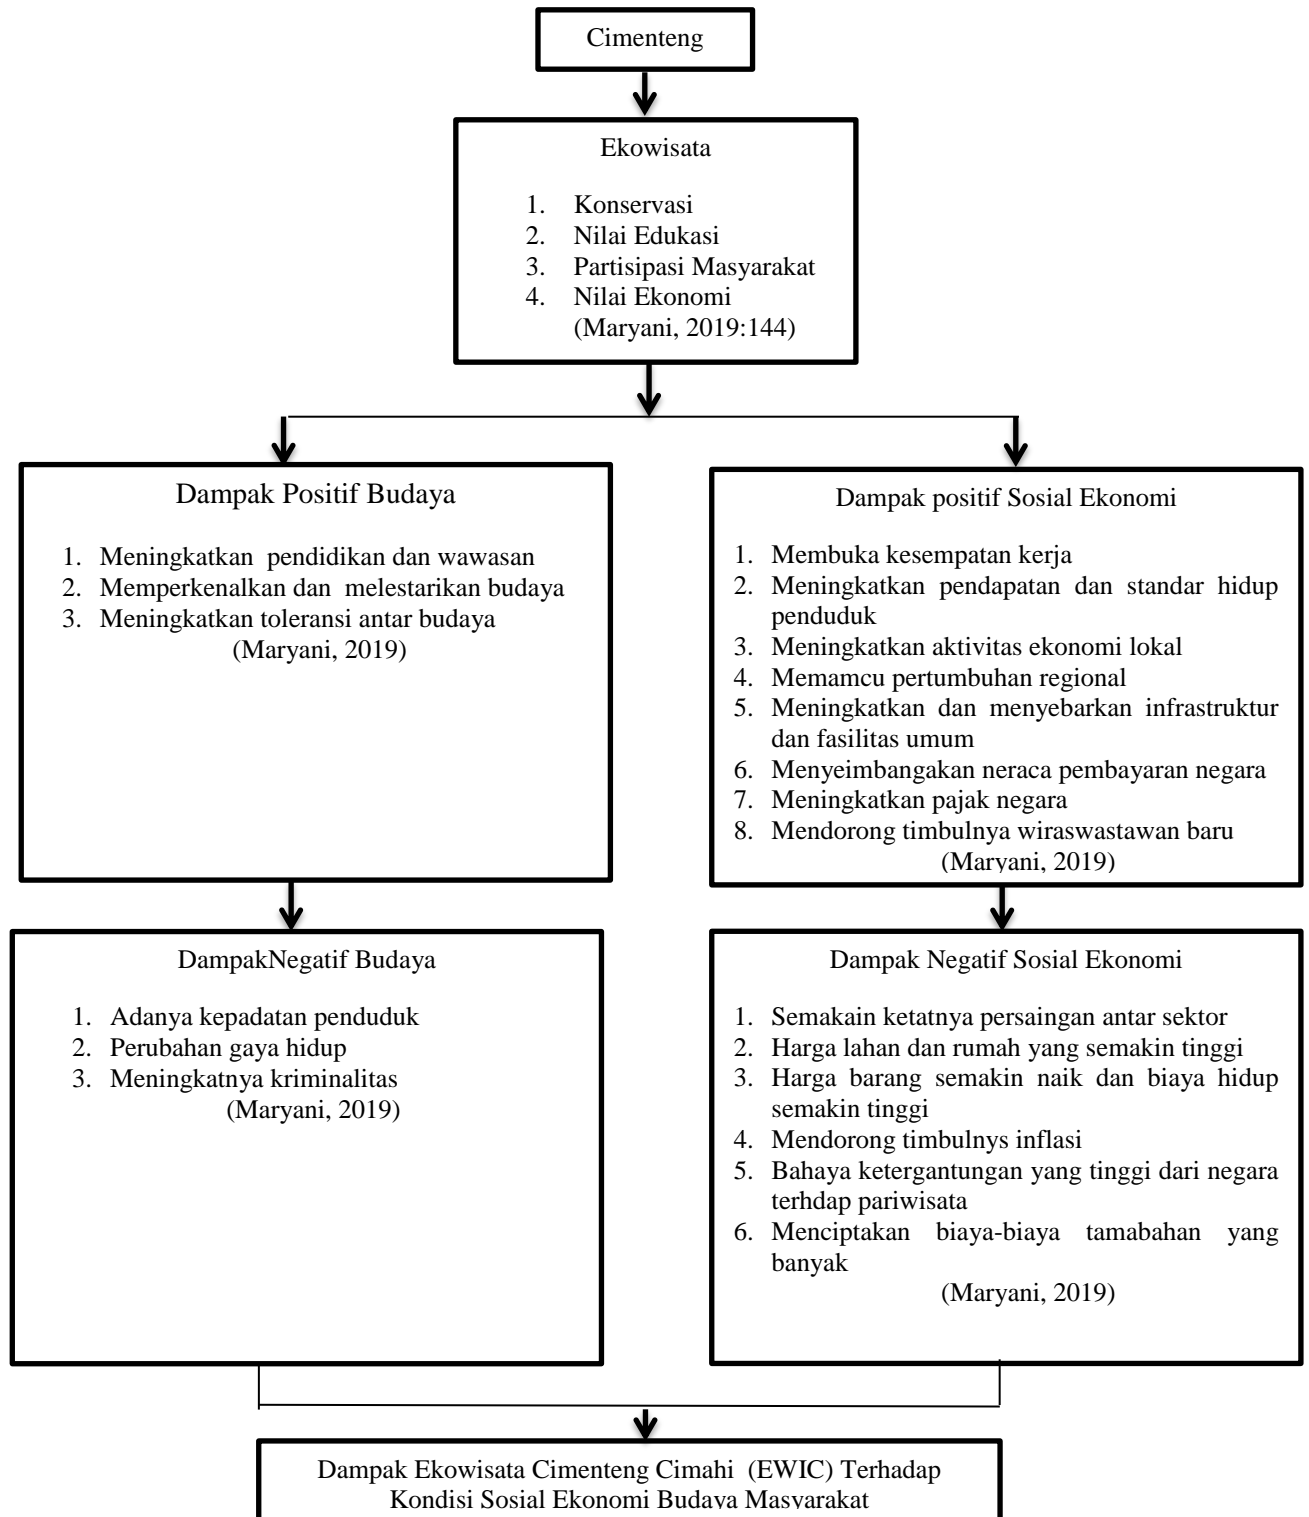 Cimenteng
Ekowisata
1. Konservasi
2. Nilai Edukasi
3. Partisipasi Masyarakat
4. Nilai Ekonomi
(Maryani, 2019:144)
Dampak Positif Budaya
1. Meningkatkan pendidikan dan wawasan
2. Memperkenalkan dan melestarikan budaya
3. Meningkatkan toleransi antar budaya
(Maryani, 2019)
Dampak positif Sosial Ekonomi
1. Membuka kesempatan kerja
2. Meningkatkan pendapatan dan standar hidup
penduduk
3. Meningkatkan aktivitas ekonomi lokal
4. Memamcu pertumbuhan regional
5. Meningkatkan dan menyebarkan infrastruktur
dan fasilitas umum
6. Menyeimbangakan neraca pembayaran negara
7. Meningkatkan pajak negara
8. Mendorong timbulnya wiraswastawan baru
(Maryani, 2019)
DampakNegatif Budaya
1. Adanya kepadatan penduduk
2. Perubahan gaya hidup
3. Meningkatnya kriminalitas
(Maryani, 2019)
Dampak Negatif Sosial Ekonomi
1. Semakain ketatnya persaingan antar sektor
2. Harga lahan dan rumah yang semakin tinggi
3. Harga barang semakin naik dan biaya hidup
semakin tinggi
4. Mendorong timbulnys inflasi
5. Bahaya ketergantungan yang tinggi dari negara
terhdap pariwisata
6. Menciptakan biaya-biaya tamabahan yang
banyak
(Maryani, 2019)
Dampak Ekowisata Cimenteng Cimahi (EWIC) Terhadap
Kondisi Sosial Ekonomi Budaya Masyarakat